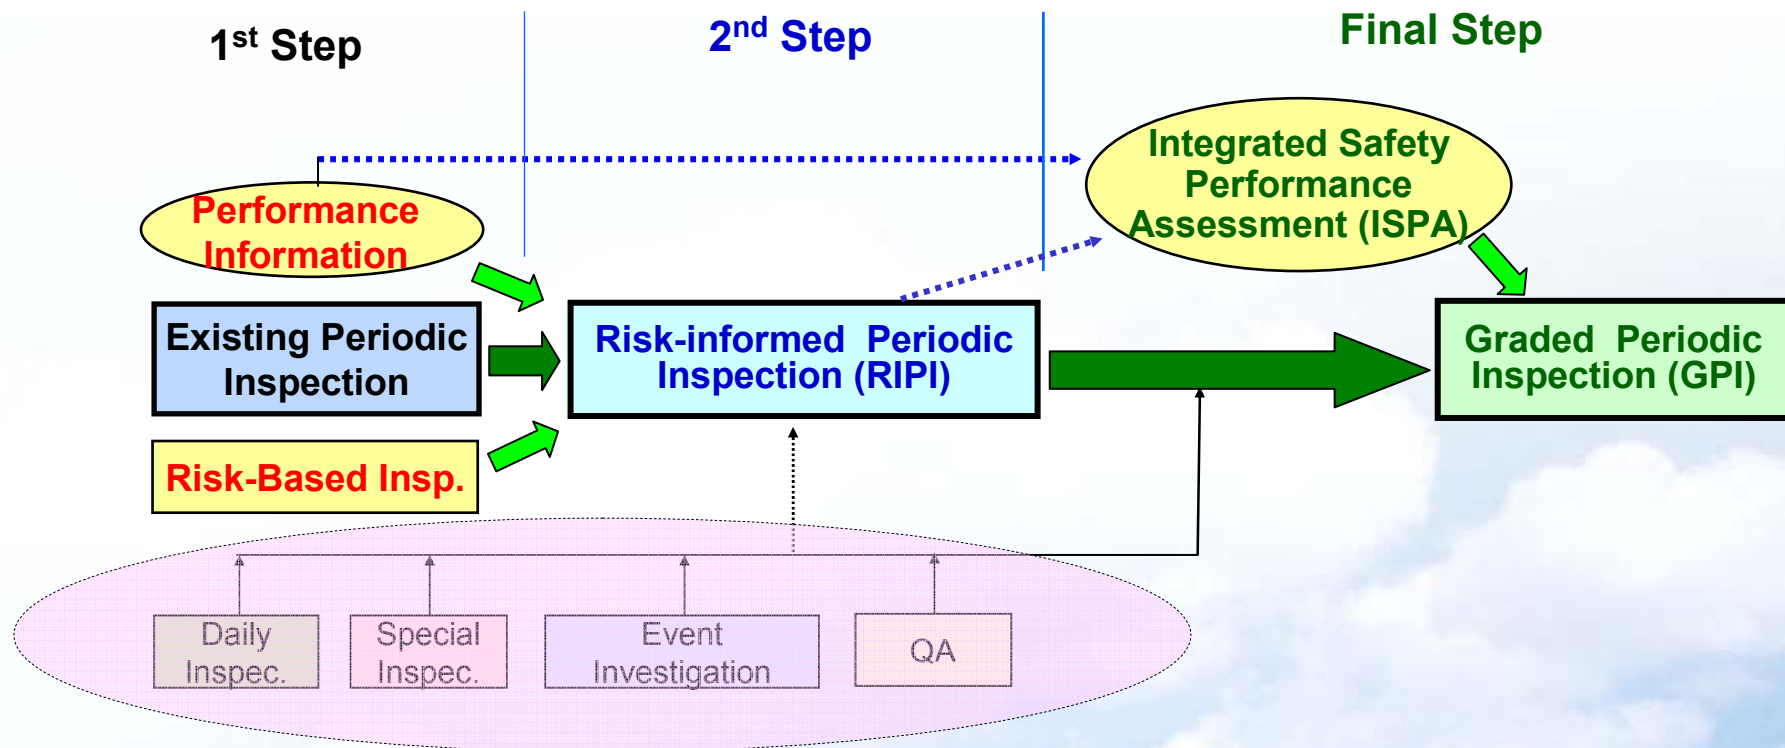 1st Step
2nd Step
Final Step
Performance
Information
Integrated Safety
Performance
Assessment (ISPA)
Existing Periodic
Inspection
Risk-informed Periodic
Inspection (RIPI)
Graded Periodic
Inspection (GPI)
Risk-Based Insp.
Daily
Inspec.
Special
Inspec.
Event
Investigation
QA